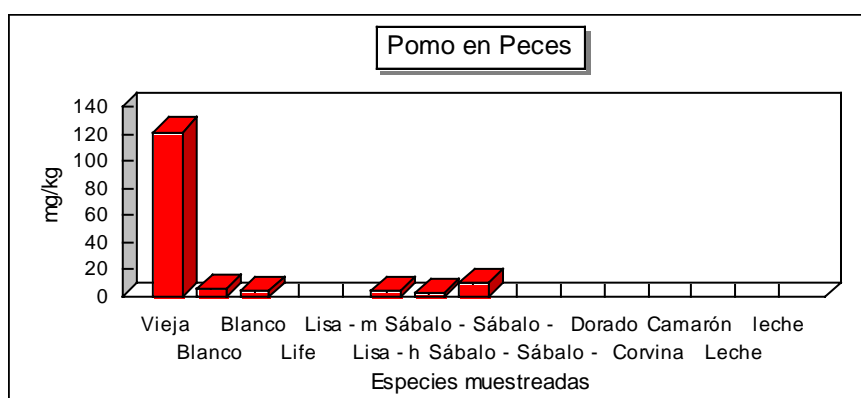 Pomo en Peces
mg/kg
140
120
100
80
60
40
20
0
Vieja Blanco Lisa - m Sábalo - Sábalo - Dorado Camarón leche
Blanco Life Lisa - h Sábalo - Sábalo - Corvina Leche
Especies muestreadas